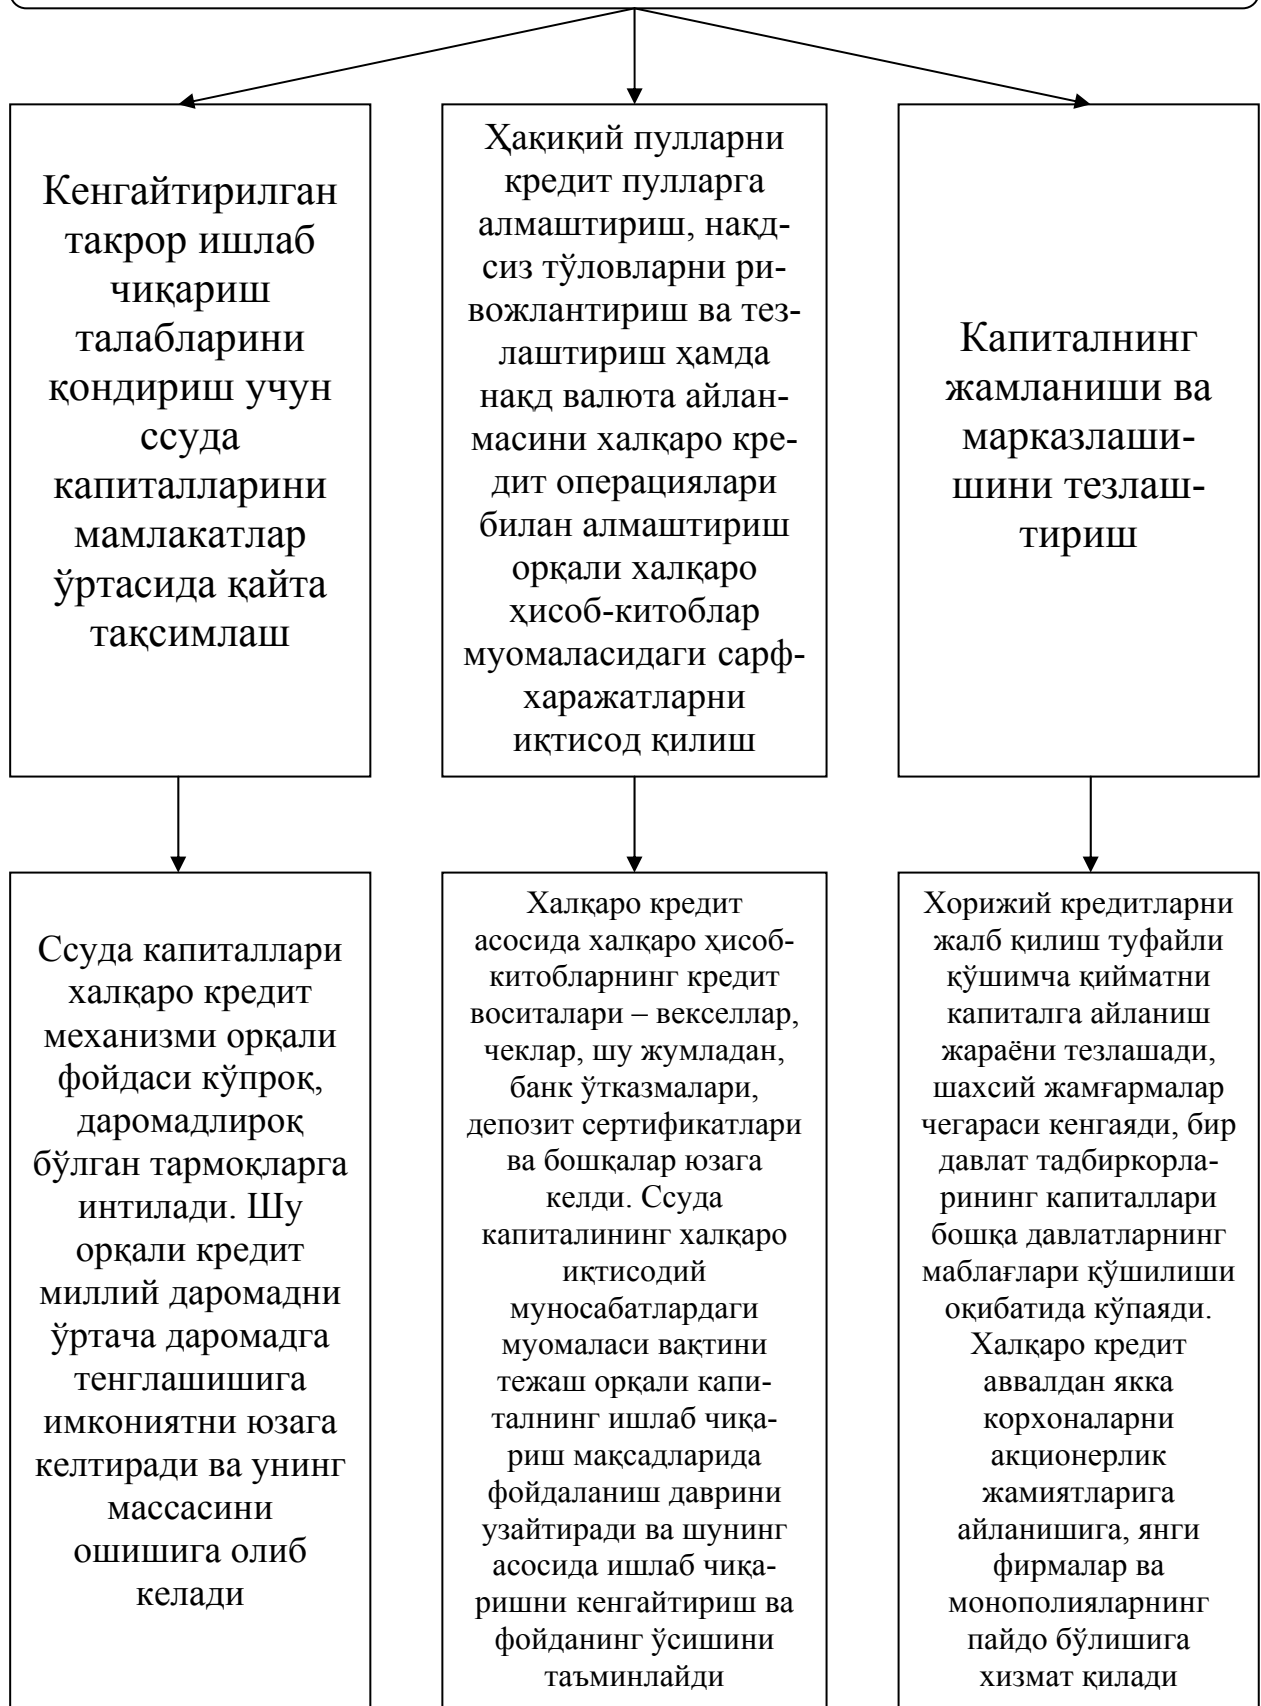 Кенгайтирилган
такрор ишлаб
чиқариш
талабларини
қондириш учун
ссуда
капиталларини
мамлакатлар
ўртасида қайта
тақсимлаш
Ҳақиқий пулларни
кредит пулларга
алмаштириш, нақд-
сиз тўловларни ри-
вожлантириш ва тез-
лаштириш ҳамда
нақд валюта айлан-
масини халқаро кре-
дит операциялари
билан алмаштириш
орқали халқаро
ҳисоб-китоблар
муомаласидаги сарф-
харажатларни
иқтисод қилиш
Капиталнинг
жамланиши ва
марказлаши-
шини тезлаш-
тириш
Ссуда капиталлари
халқаро кредит
механизми орқали
фойдаси кўпроқ,
даромадлироқ
бўлган тармоқларга
интилади. Шу
орқали кредит
миллий даромадни
ўртача даромадга
тенглашишига
имкониятни юзага
келтиради ва унинг
массасини
ошишига олиб
келади
Халқаро кредит
асосида халқаро ҳисоб-
китобларнинг кредит
воситалари – векселлар,
чеклар, шу жумладан,
банк ўтказмалари,
депозит сертификатлари
ва бошқалар юзага
келди. Ссуда
капиталининг халқаро
иқтисодий
муносабатлардаги
муомаласи вақтини
тежаш орқали капи-
талнинг ишлаб чиқа-
риш мақсадларида
фойдаланиш даврини
узайтиради ва шунинг
асосида ишлаб чиқа-
ришни кенгайтириш ва
фойданинг ўсишини
таъминлайди
Хорижий кредитларни
жалб қилиш туфайли
қўшимча қийматни
капиталга айланиш
жараёни тезлашади,
шахсий жамғармалар
чегараси кенгаяди, бир
давлат тадбиркорла-
рининг капиталлари
бошқа давлатларнинг
маблағлари қўшилиши
оқибатида кўпаяди.
Халқаро кредит
аввалдан якка
корхоналарни
акционерлик
жамиятларига
айланишига, янги
фирмалар ва
монополияларнинг
пайдо бўлишига
хизмат қилади